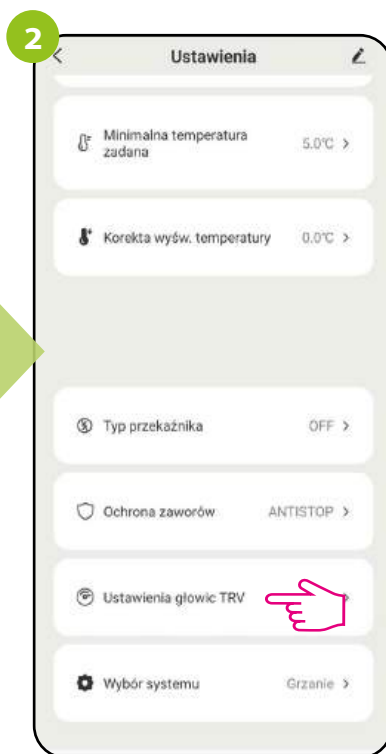 2
Ustawienia
Minimalna temperatura
zadana
5.0°C
Korekta wyśw. temperatury 0.0°C
Typ przekaźnika OFF
Ochrona zaworów ANTISTOP
Ustawienia głowic TRV
Wybór systemu Grzanie